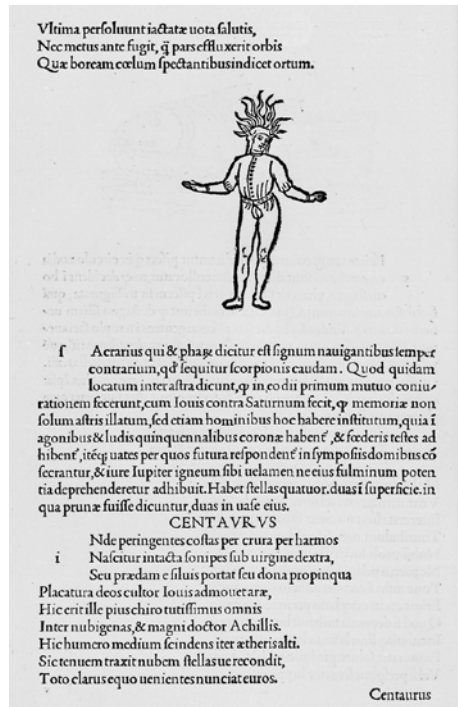 Vltima persoluunt iactatæ uota salutis,
Nec metus ante fugit, q̃ pars effluxerit orbis
Quæ boream cœlum spectantibus indicet ortum.
ſ Acrarius qui & pharꝫ dicitur est signum nauigantibus semper
contrarium, qđ sequitur scorpionis caudam. Quod quidam
locatum inter astra dicunt, ꝙ in eodii primum mutuo coniu-
rationem fecerunt, cum Iouis contra Saturnum fecit, ꝙ memoriæ non
solum astris illatum, sed etiam hominibus hoc habere institutum, quia ĩ
agonibus & ludis quinquennalibus coronæ habent̃, & fœderis testes ad
hibent̃, itẽq; uates per quos futura respondent̃ in symposiis domibus cõ
secrantur, & iure Iupiter igneum sibi uelamen ne eius fulminum poten
tia deprehenderetur adhibuit. Habet stellas quatuor. duas ĩ superficie. in
qua prunæ fuisse dicuntur, duas in uase eius.
CENTAVRVS
Nde peringentes costas per crura per harmos
i Nascitur intacta sonipes sub uirgine dextra,
Seu prædam e siluis portat seu dona propinqua
Placatura deos cultor Iouis admouet aræ,
Hic erit ille pius chiro tutissimus omnis
Inter nubigenas, & magni doctor Achillis.
Hic humero medium scindens iter ætheris alti.
Sic tenuem traxit nubem stellasue recondit,
Toto clarus equo uenientes nunciat euros.
Centaurus